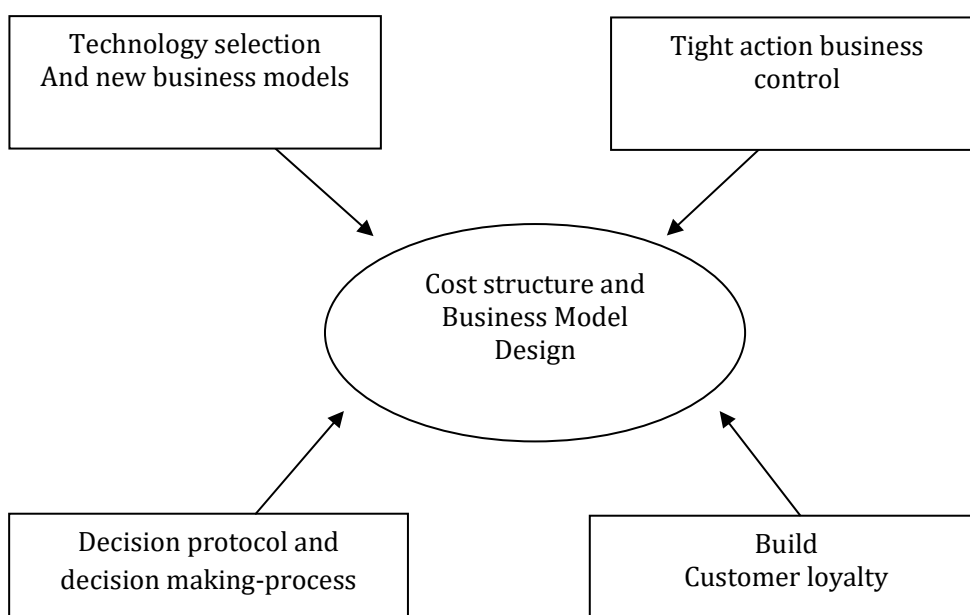 Technology selection
And new business models
Tight action business
control
Cost structure and
Business Model
Design
Decision protocol and
decision making-process
Build
Customer loyalty